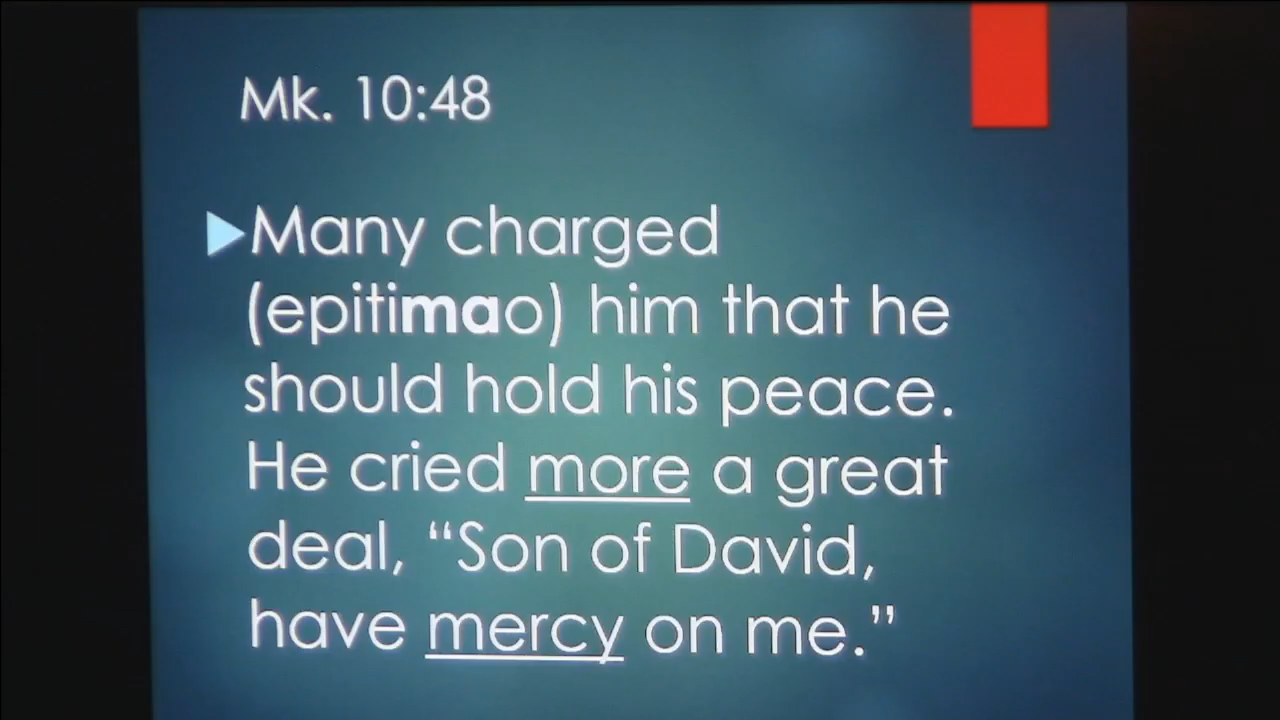 Mk. 10:48
Many charged
(epitimao) him that he
should hold his peace.
He cried more a great
deal, “Son of David,
have mercy on me.”